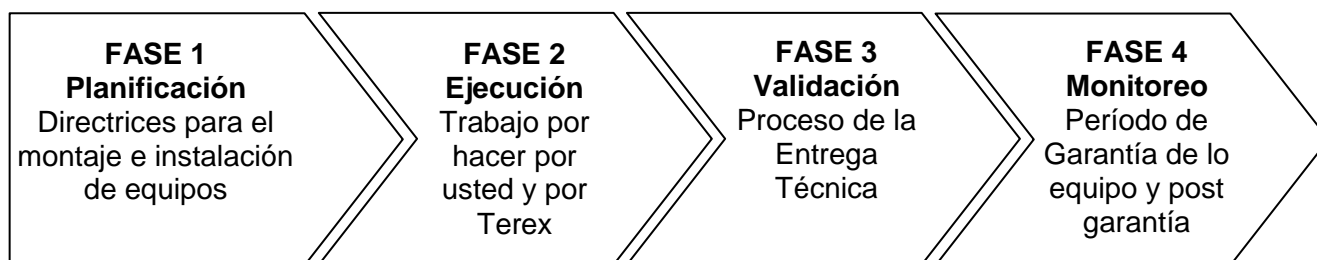 FASE 1
Planificación
Directrices para el
montaje e instalación
de equipos
FASE 2
Ejecución
Trabajo por
hacer por
usted y por
Terex
FASE 3
Validación
Proceso de la
Entrega
Técnica
FASE 4
Monitoreo
Período de
Garantía de lo
equipo y post
garantía